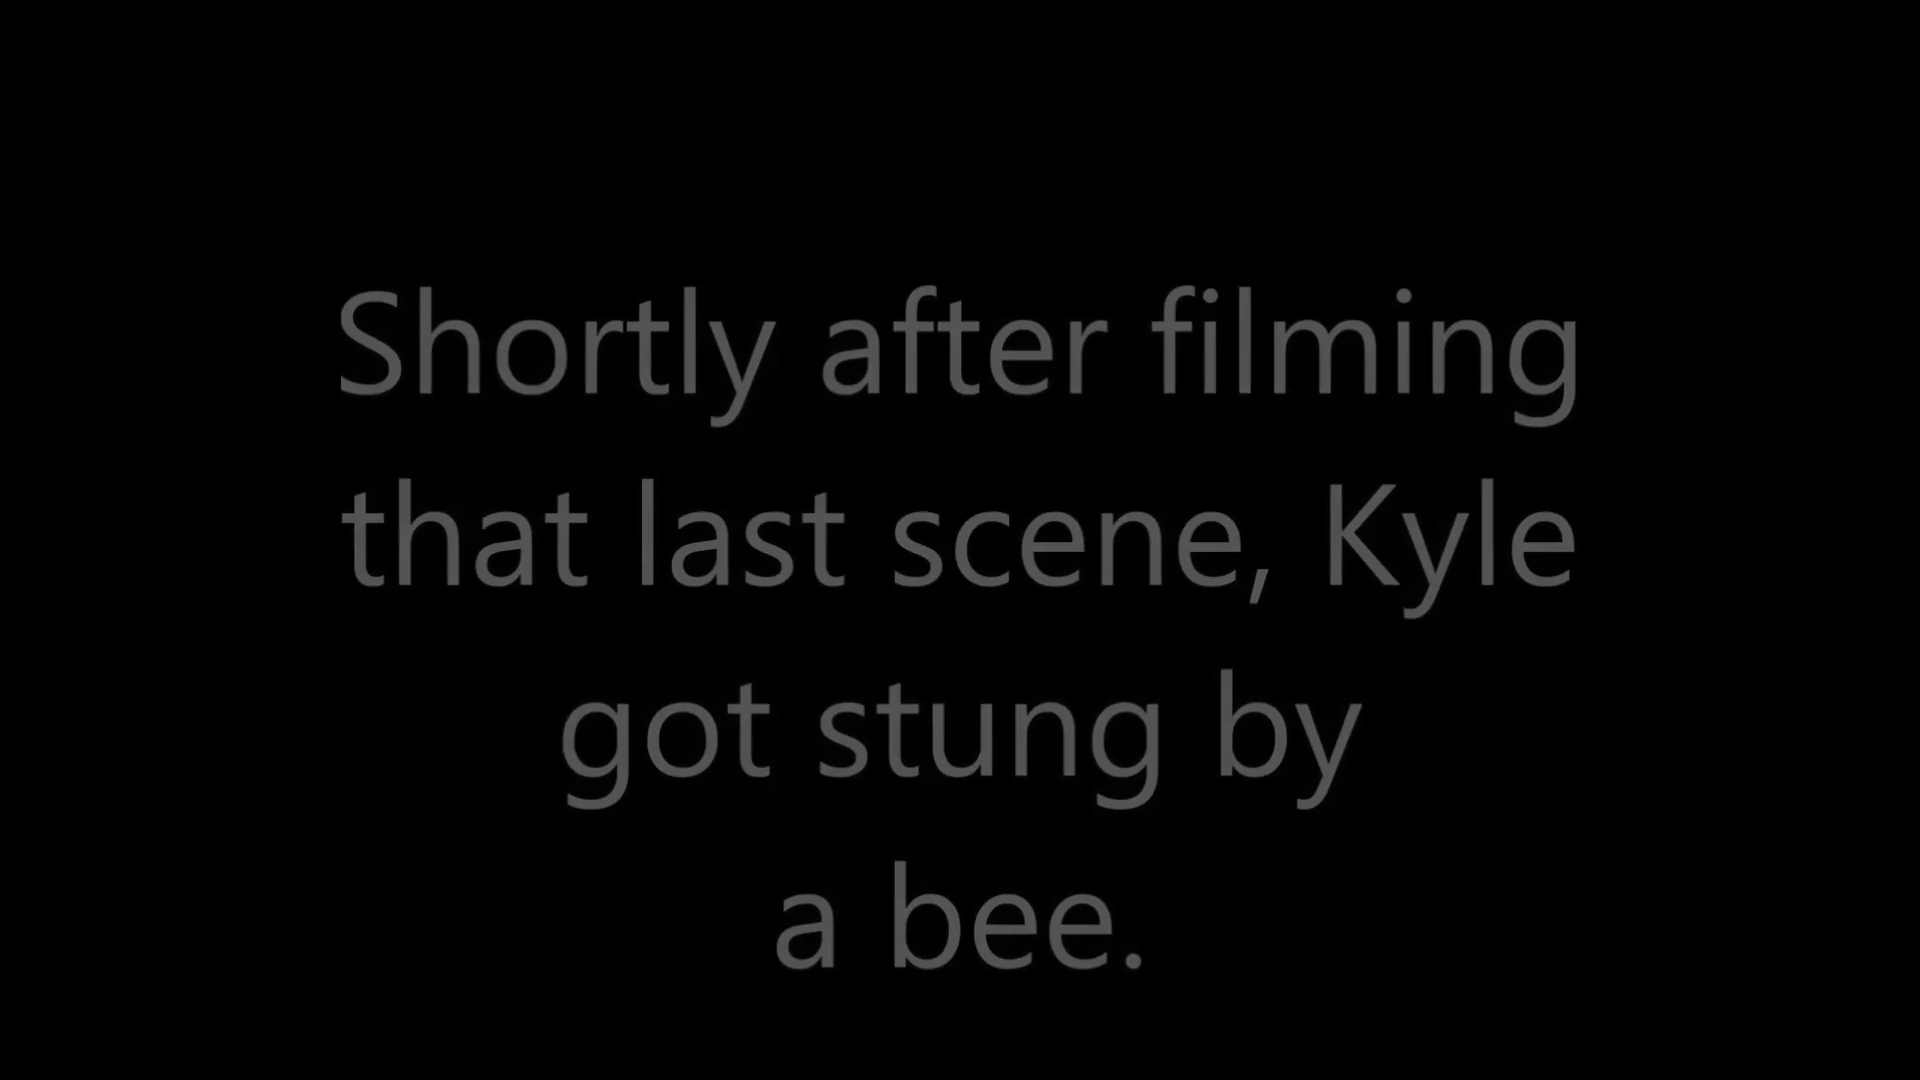 Shortly after filming
that last scene, Kyle
got stung by
a bee.